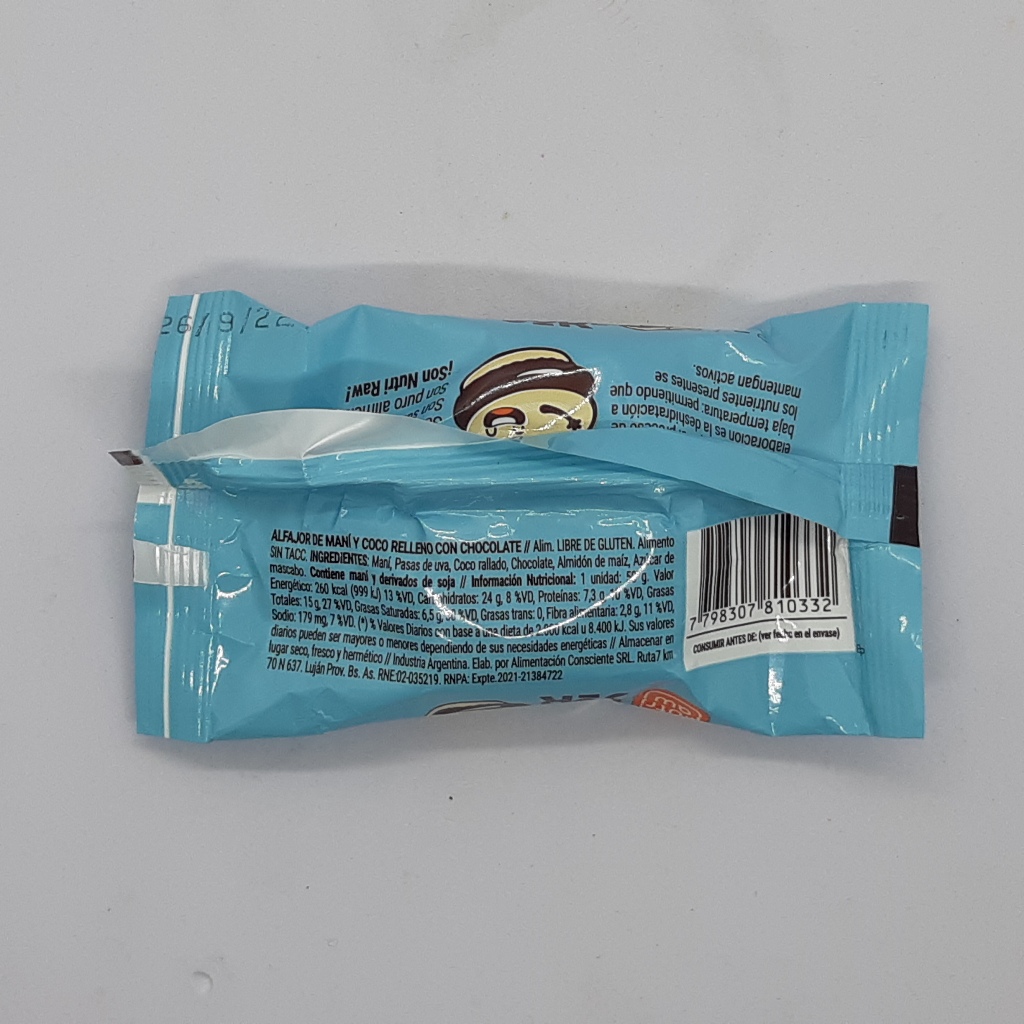 26/9/22
¡Son Nutri Raw!
Son puro
elaboración es la deshidratación a
baja temperatura: permitiendo que
los nutrientes presentes se
mantengan activos.
ALFAJOR DE MANÍ Y COCO RELLENO CON CHOCOLATE // Alim. LIBRE DE GLUTEN. Alimento
SIN TACC. INGREDIENTES: Maní, Pasas de uva, Coco rallado, Chocolate, Almidón de maíz, Azúcar de
mascabo. Contiene maní y derivados de soja // Información Nutricional: 1 unidad: g. Valor
Energético: 260 kcal (999 kJ) 13 %VD, Carbohidratos: 24 g, 8 %VD, Proteínas: 7,3 g, 10 %VD, Grasas
Totales: 15 g, 27 %VD, Grasas Saturadas: 6,5 g, %VD, Grasas trans: 0, Fibra alimentaria: 2,8 g, 11 %VD,
Sodio: 179 mg, 7 %VD, (*) % Valores Diarios con base a una dieta de 2.000 kcal u 8.400 kJ. Sus valores
diarios pueden ser mayores o menores dependiendo de sus necesidades energéticas // Almacenar en
lugar seco, fresco y hermético // Industria Argentina. Elab. por Alimentación Consciente SRL. Ruta7 km
70 N 637. Luján Prov. Bs. As. RNE:02-035219. RNPA: Expte.2021-21384722
7 798307 810332
CONSUMIR ANTES DE: (ver fecha en el envase)